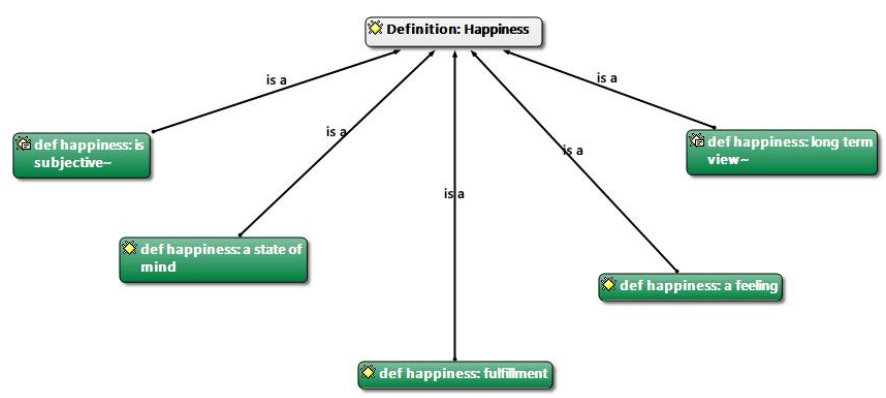 Definition: Happiness
is a
is a
is a
is a
is a
def happiness: is
subjective~
def happiness: long term
view~
def happiness: a state of
mind
def happiness: a feeling
def happiness: fulfillment